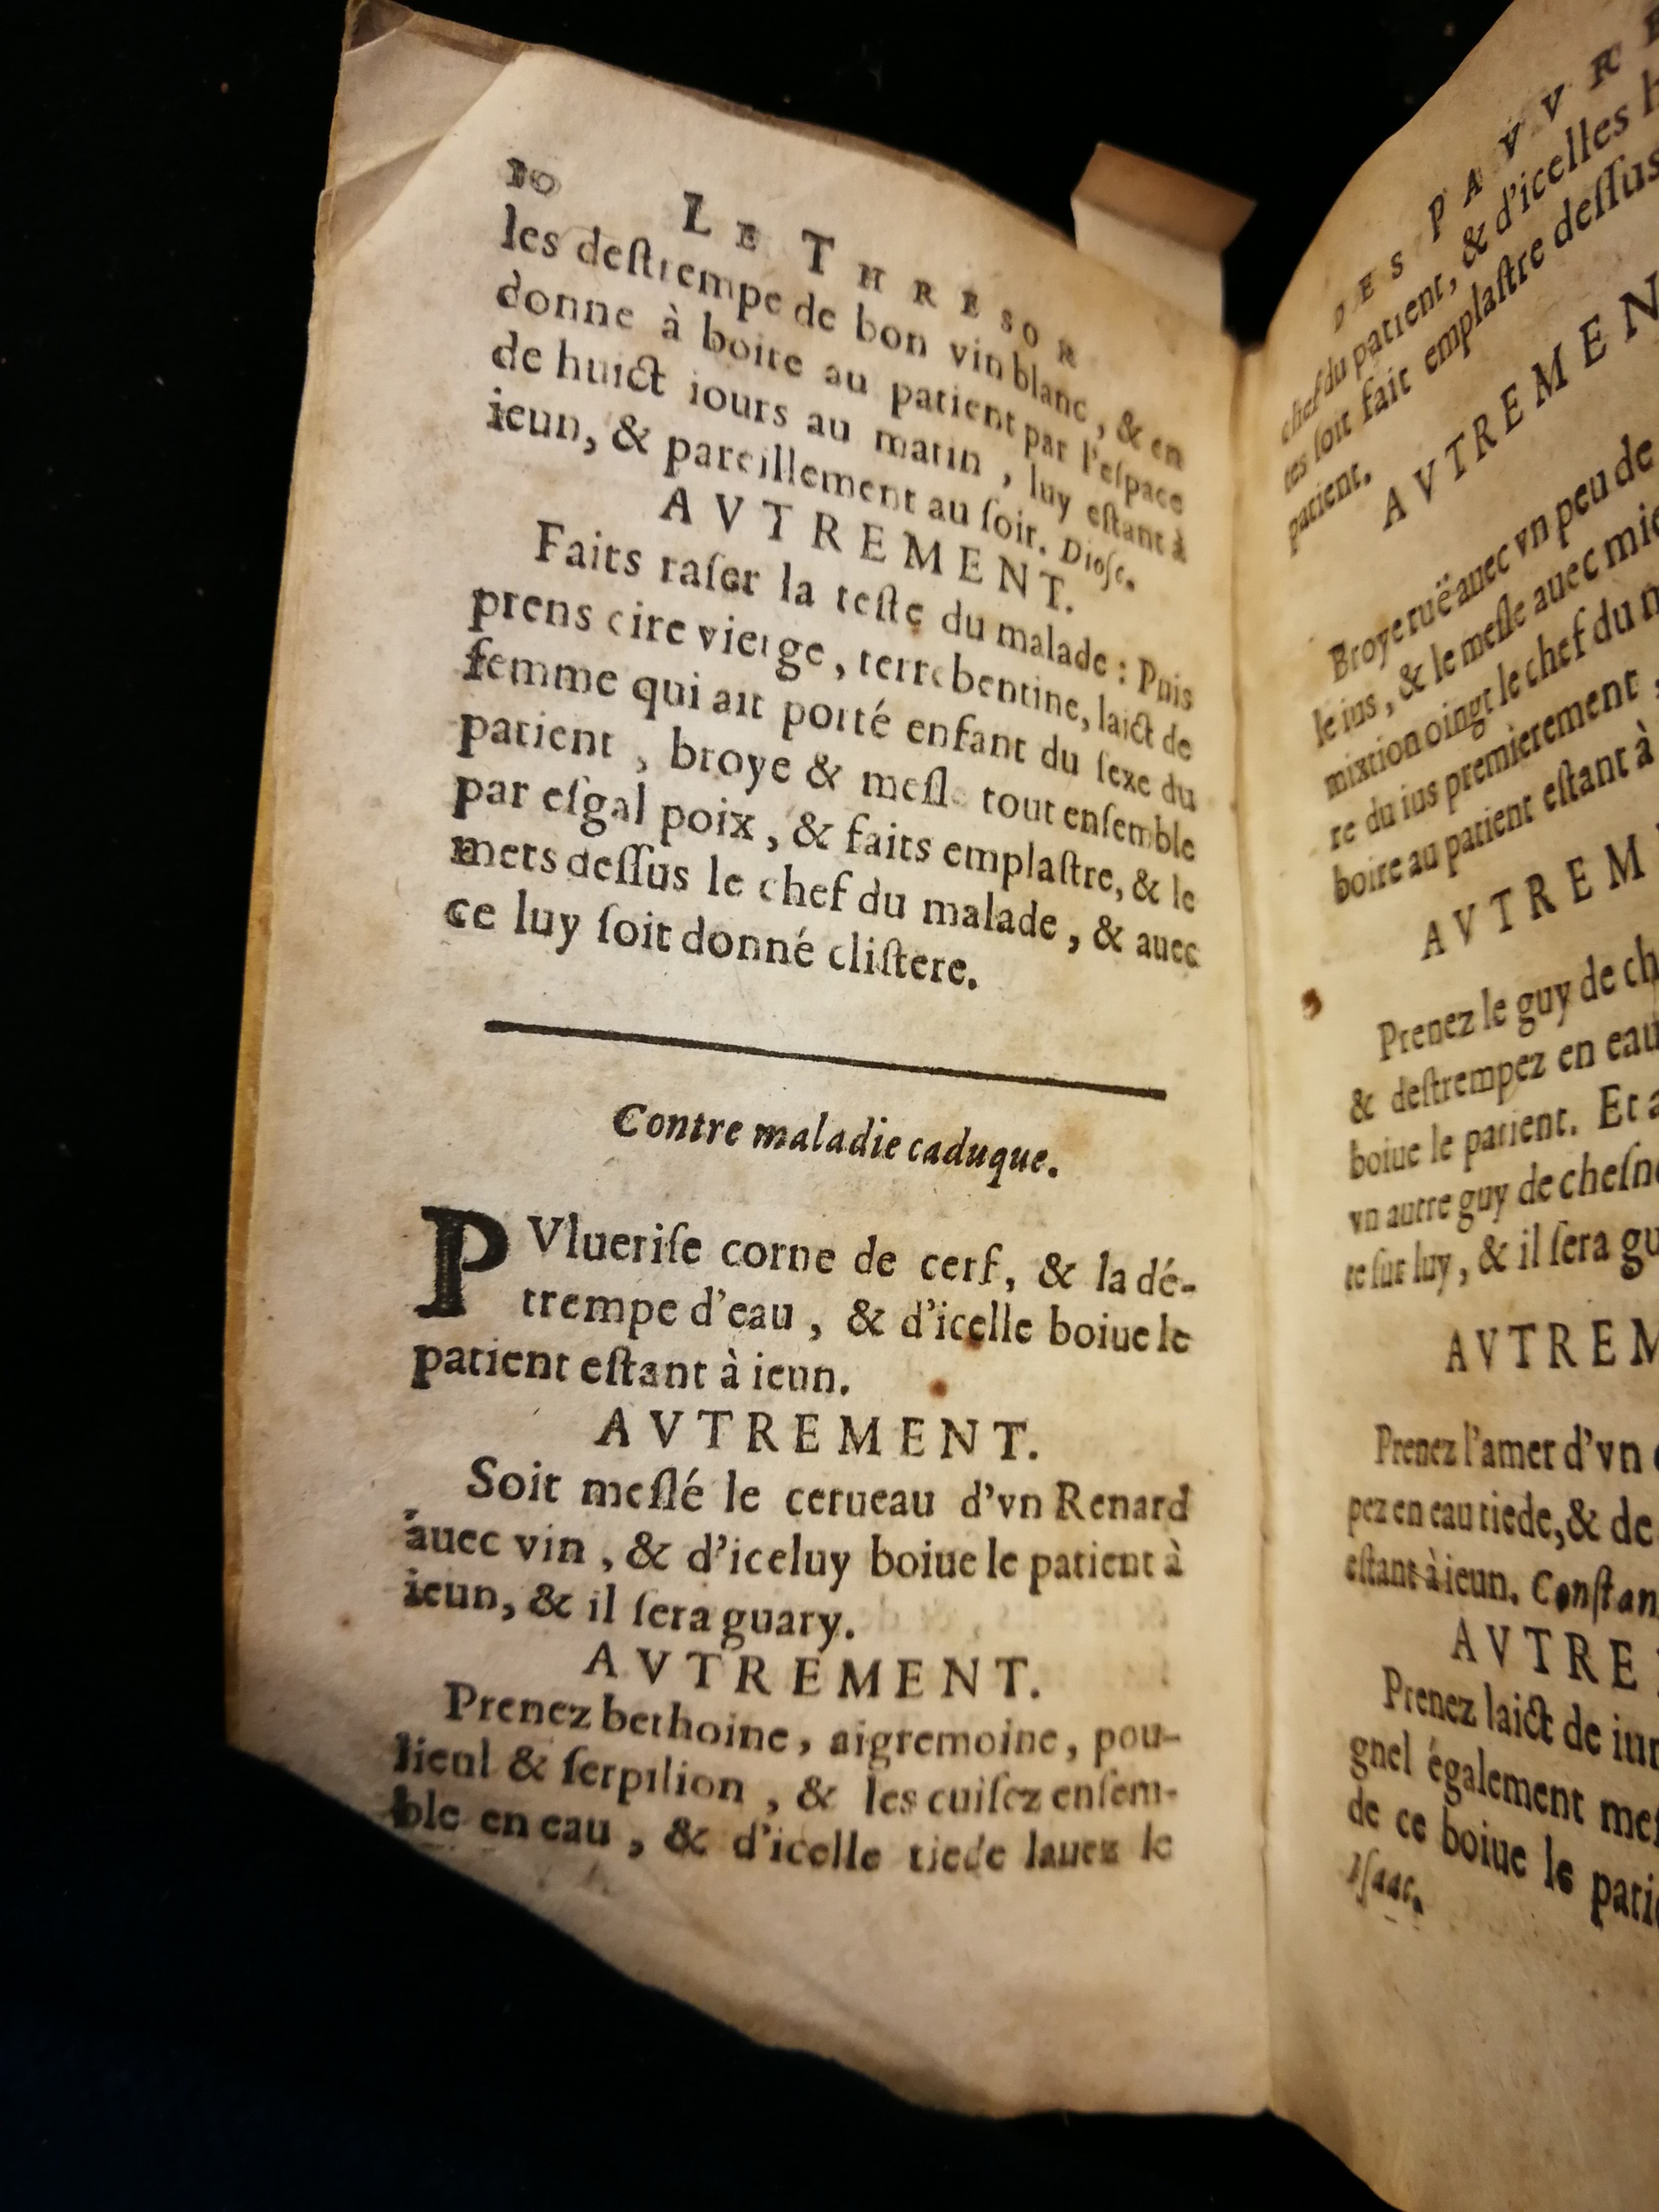 10 LE THRESOR
les deſtrempe de bon vin blanc, & en
donne à boire au patient par l'eſpace
de huict iours au matin, luy eſtant à
ieun, & pareillement au ſoir. Dioſc.
AVTREMENT.
Faits raſer la teſte du malade : Puis
prens cire vierge, terrebentine, laict de
femme qui ait porté enfant du ſexe du
patient, broye & meſle tout enſemble
par eſgal poix, & faits emplaſtre, & le
mets deſſus le chef du malade, & auec
ce luy ſoit donné cliſtere.
Contre maladie caduque.
PVlueriſe corne de cerf, & la dé-
trempe d'eau, & d'icelle boiue le
patient eſtant à ieun.
AVTREMENT.
Soit meſlé le cerueau d'vn Renard
auec vin, & d'iceluy boiue le patient à
ieun, & il ſera guary.
AVTREMENT.
Prenez bethoine, aigremoine, pou-
lieul & ſerpilion, & les cuiſez enſem-
ble en eau, & d'icelle tiede lauez le
DES PAVVRE
chef du patient, & d'icelles h
tes ſoit fait emplaſtre deſſus
patient.
AVTREMEN
Broye ruë auec vn peu de
le ius, & le meſle auec mie
mixtion oingt le chef du m
re du ius premierement,
boire au patient eſtant à
AVTREM
Prenez le guy de ch
& deſtrempez en eau
boiue le patient. Et a
vn autre guy de cheſne
te ſur luy, & il ſera gu
AVTREM
Prenez l'amer d'vn
pez en eau tiede, & de
eſtant à ieun. Conſtan
AVTRE
Prenez laict de iu
gnel également meſ
de ce boiue le patie
Iſaac.